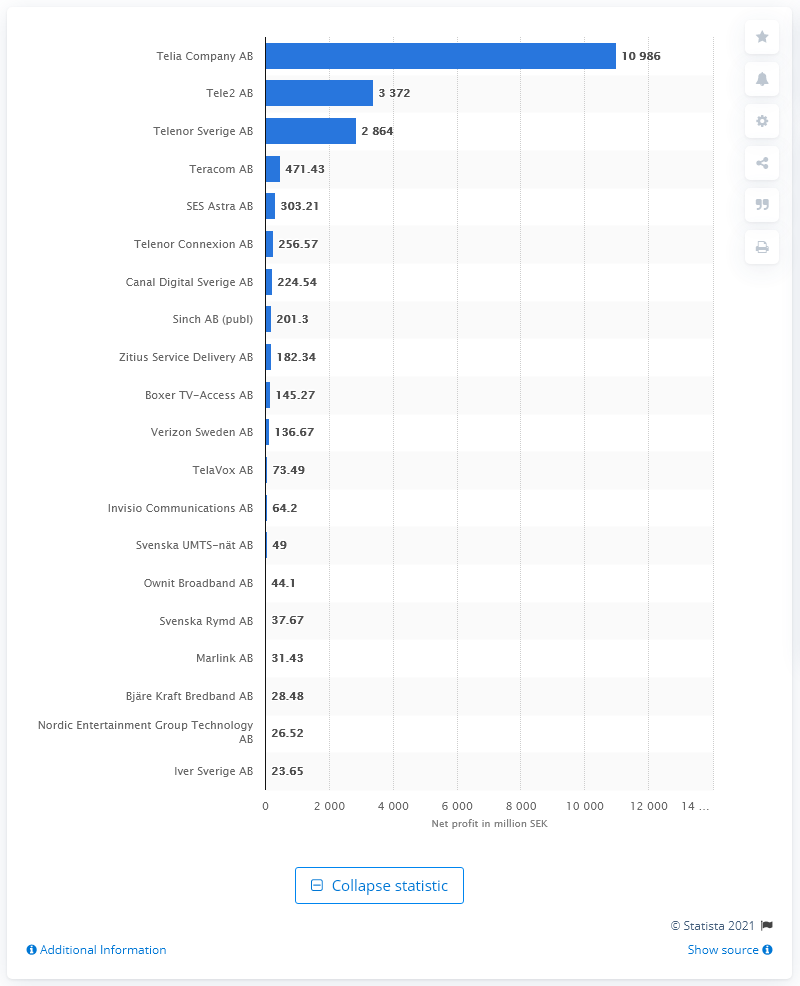 Telia Company AB 10 986
Tele2 AB 3 372
Telenor Sverige AB 2 864
Teracom AB 471.43
SES Astra AB 303.21
Telenor Connexion AB 256.57
Canal Digital Sverige AB 224.54
Sinch AB (publ) 201.3
Zitius Service Delivery AB 182.34
Boxer TV-Access AB 145.27
Verizon Sweden AB 136.67
TelaVox AB 73.49
Invisio Communications AB 64.2
Svenska UMTS-nät AB 49
Ownit Broadband AB 44.1
Svenska Rymd AB 37.67
Marlink AB 31.43
Bjäre Kraft Bredband AB 28.48
Nordic Entertainment Group Technology
AB 26.52
Iver Sverige AB 23.65
0 2 000 4 000 6 000 8 000 10 000 12 000 14 ...
Net profit in million SEK
Collapse statistic
© Statista 2021
Additional Information Show source